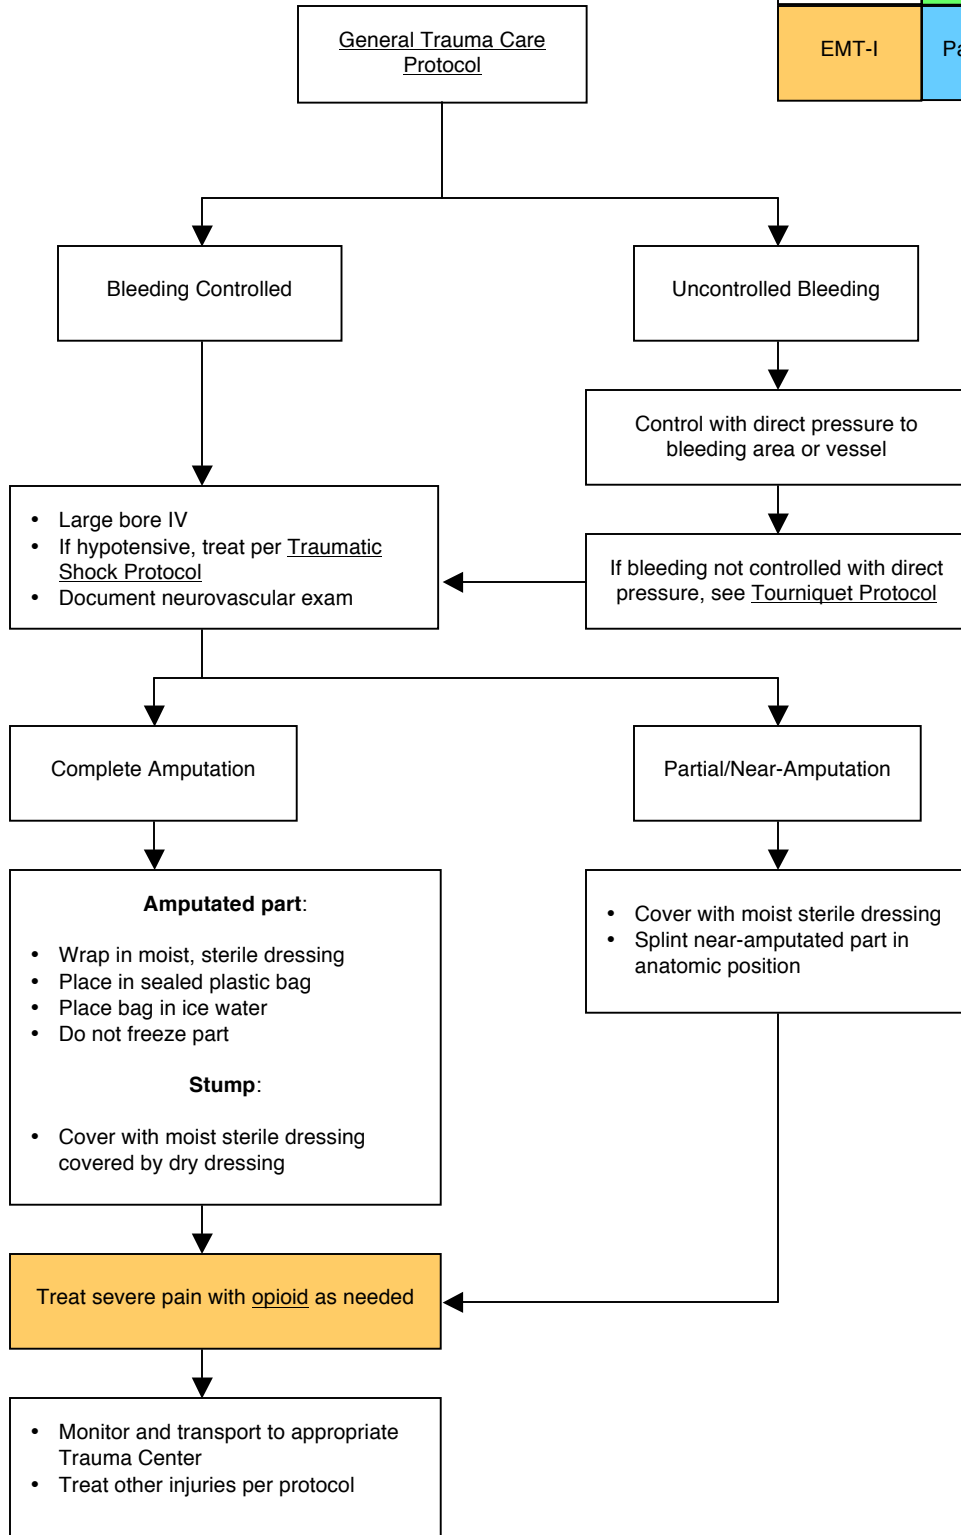 General Trauma Care
Protocol
EMT-I
Bleeding Controlled
Uncontrolled Bleeding
Control with direct pressure to
bleeding area or vessel
If bleeding not controlled with direct
pressure, see Tourniquet Protocol
• Large bore IV
• If hypotensive, treat per Traumatic
Shock Protocol
• Document neurovascular exam
Complete Amputation
Partial/Near-Amputation
Amputated part:
• Wrap in moist, sterile dressing
• Place in sealed plastic bag
• Place bag in ice water
• Do not freeze part
Stump:
• Cover with moist sterile dressing
covered by dry dressing
• Cover with moist sterile dressing
• Splint near-amputated part in
anatomic position
Treat severe pain with opioid as needed
• Monitor and transport to appropriate
Trauma Center
• Treat other injuries per protocol